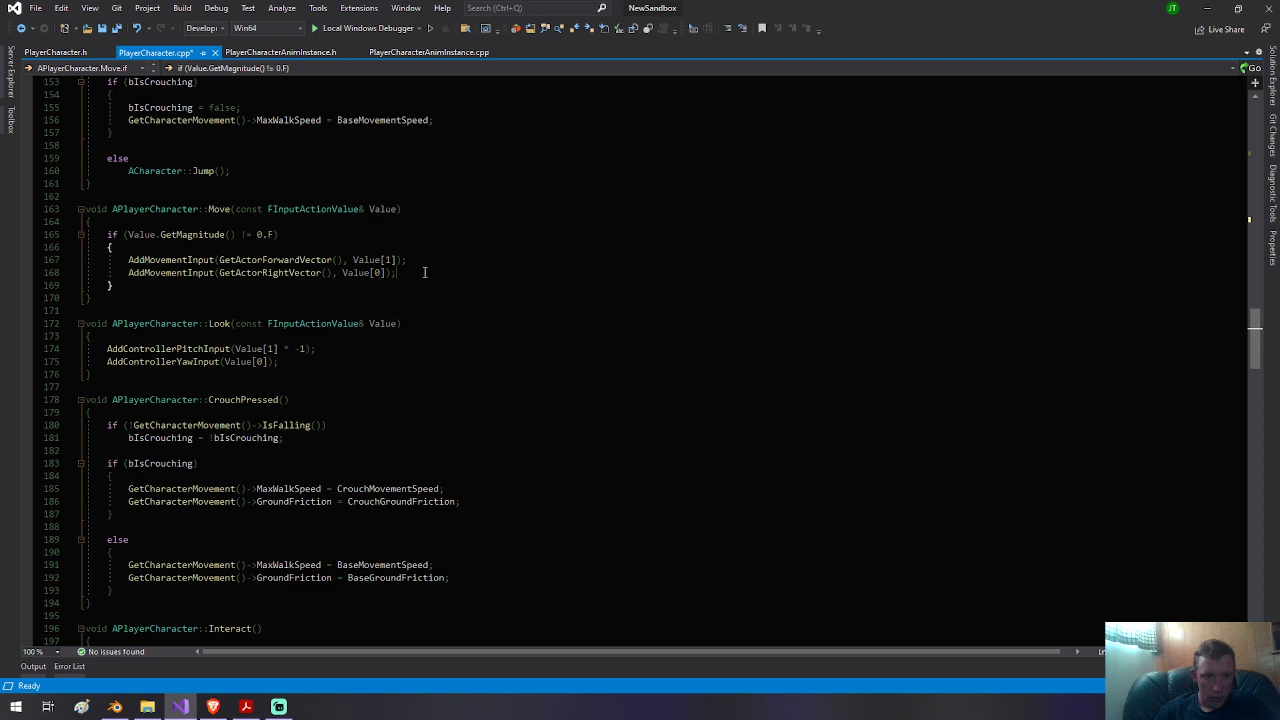 File Edit View Git Project Build Debug Test Analyze Tools Extensions Window Help Search (Ctrl+Q) NewSandbox JT
Develop Win64 Local Windows Debugger Live Share
PlayerCharacter.h PlayerCharacter.cpp* PlayerCharacterAnimInstance.h PlayerCharacterAnimInstance.cpp
APlayerCharacter.Move.if if (Value.GetMagnitude() != 0.F) Go
Server Explorer
Toolbox
153 if (bIsCrouching)
154 {
155 bIsCrouching = false;
156 GetCharacterMovement()->MaxWalkSpeed = BaseMovementSpeed;
157 }
158
159 else
160 ACharacter::Jump();
161 }
162
163 void APlayerCharacter::Move(const FInputActionValue& Value)
164 {
165 if (Value.GetMagnitude() != 0.F)
166 {
167 AddMovementInput(GetActorForwardVector(), Value[1]);
168 AddMovementInput(GetActorRightVector(), Value[0]);
169 }
170 }
171
172 void APlayerCharacter::Look(const FInputActionValue& Value)
173 {
174 AddControllerPitchInput(Value[1] * -1);
175 AddControllerYawInput(Value[0]);
176 }
177
178 void APlayerCharacter::CrouchPressed()
179 {
180 if (!GetCharacterMovement()->IsFalling())
181 bIsCrouching = !bIsCrouching;
182
183 if (bIsCrouching)
184 {
185 GetCharacterMovement()->MaxWalkSpeed = CrouchMovementSpeed;
186 GetCharacterMovement()->GroundFriction = CrouchGroundFriction;
187 }
188
189 else
190 {
191 GetCharacterMovement()->MaxWalkSpeed = BaseMovementSpeed;
192 GetCharacterMovement()->GroundFriction = BaseGroundFriction;
193 }
194 }
195
196 void APlayerCharacter::Interact()
197 {
Solution Explorer
Git Changes
Diagnostic Tools
Properties
100 % No issues found
Output Error List
Ready